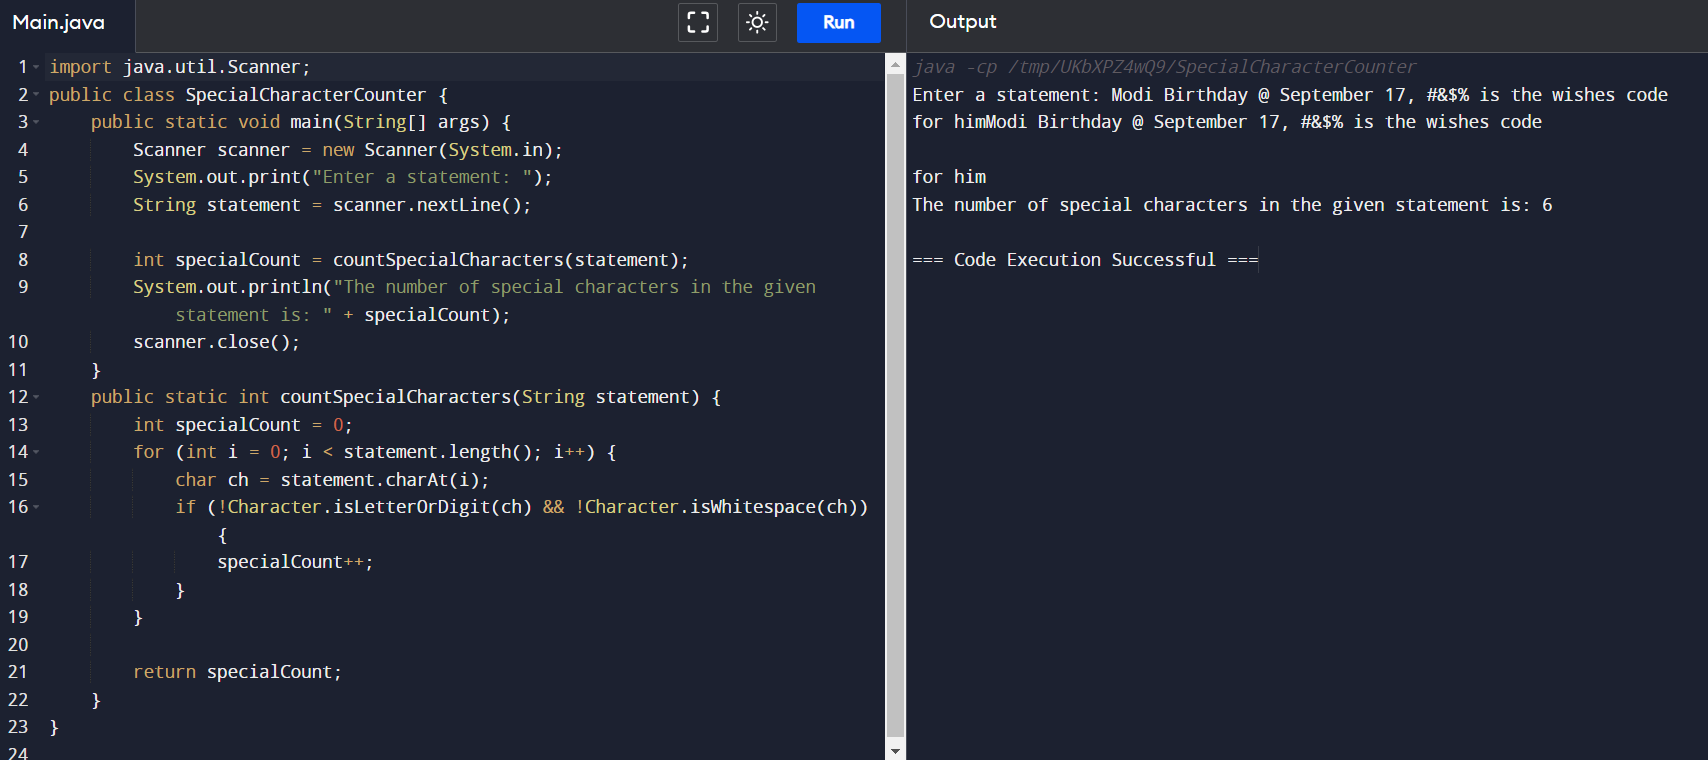 Main.java
Run
Output
1 import java.util.Scanner;
2 public class SpecialCharacterCounter {
3     public static void main(String[] args) {
4         Scanner scanner = new Scanner(System.in);
5         System.out.print("Enter a statement: ");
6         String statement = scanner.nextLine();
7
8         int specialCount = countSpecialCharacters(statement);
9         System.out.println("The number of special characters in the given
            statement is: " + specialCount);
10         scanner.close();
11     }
12     public static int countSpecialCharacters(String statement) {
13         int specialCount = 0;
14         for (int i = 0; i < statement.length(); i++) {
15             char ch = statement.charAt(i);
16             if (!Character.isLetterOrDigit(ch) && !Character.isWhitespace(ch))
                {
17                 specialCount++;
18             }
19         }
20
21         return specialCount;
22     }
23 }
24
java -cp /tmp/UKbXPZ4wQ9/SpecialCharacterCounter
Enter a statement: Modi Birthday @ September 17, #&$% is the wishes code
for himModi Birthday @ September 17, #&$% is the wishes code
for him
The number of special characters in the given statement is: 6
=== Code Execution Successful ===